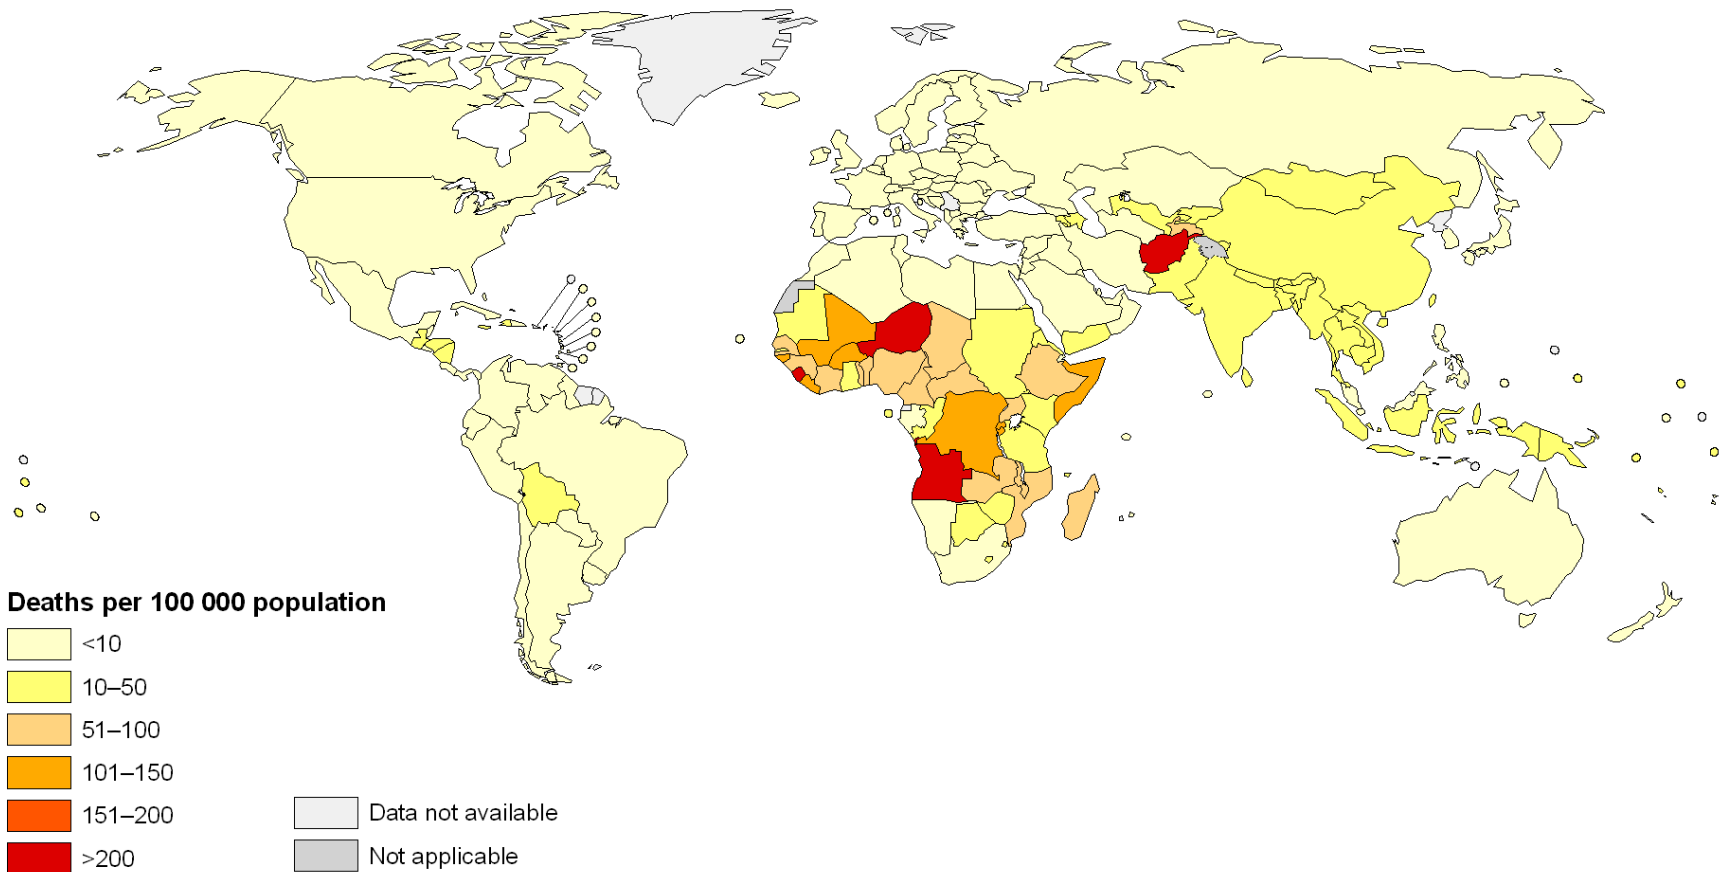 Deaths per 100 000 population
<10
10–50
51–100
101–150
151–200
>200
Data not available
Not applicable